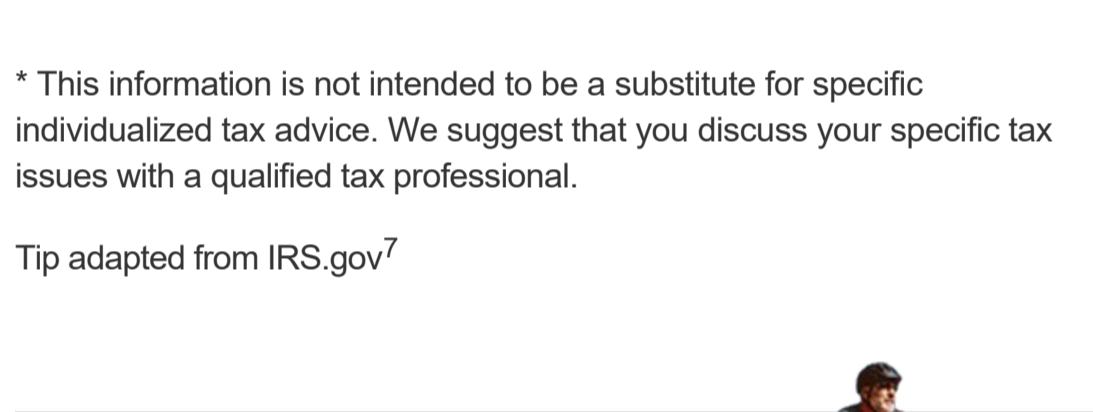 * This information is not intended to be a substitute for specific
individualized tax advice. We suggest that you discuss your specific tax
issues with a qualified tax professional.
Tip adapted from IRS.gov7